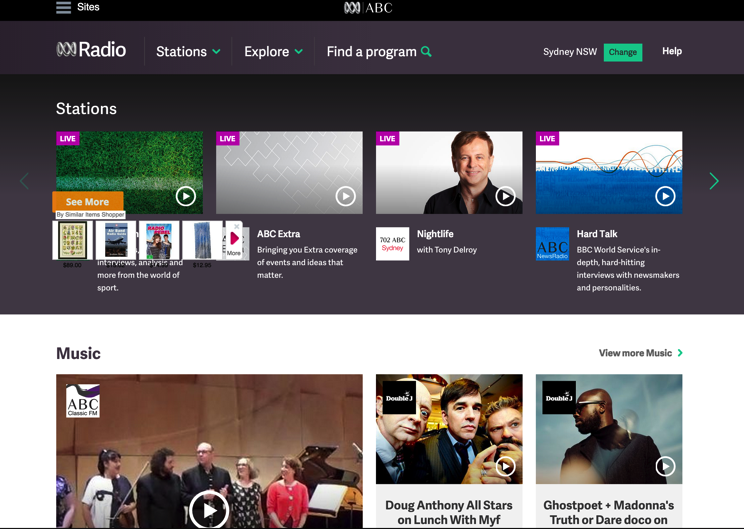 Sites
ABC
Radio
Stations
Explore
Find a program
Sydney NSW
Change
Help
Stations
LIVE
LIVE
LIVE
LIVE
See More
By Similar Items Shopper
More
$12.95
interviews, analysis and
more from the world of
sport.
ABC Extra
Bringing you Extra coverage
of events and ideas that
matter.
702 ABC
Sydney
Nightlife
with Tony Delroy
ABC
NewsRadio
Hard Talk
BBC World Service's in-
depth, hard-hitting
interviews with newsmakers
and personalities.
Music
View more Music
ABC
Classic FM
Double J
Doug Anthony All Stars
on Lunch With Myf
Double J
Ghostpoet + Madonna's
Truth or Dare doco on